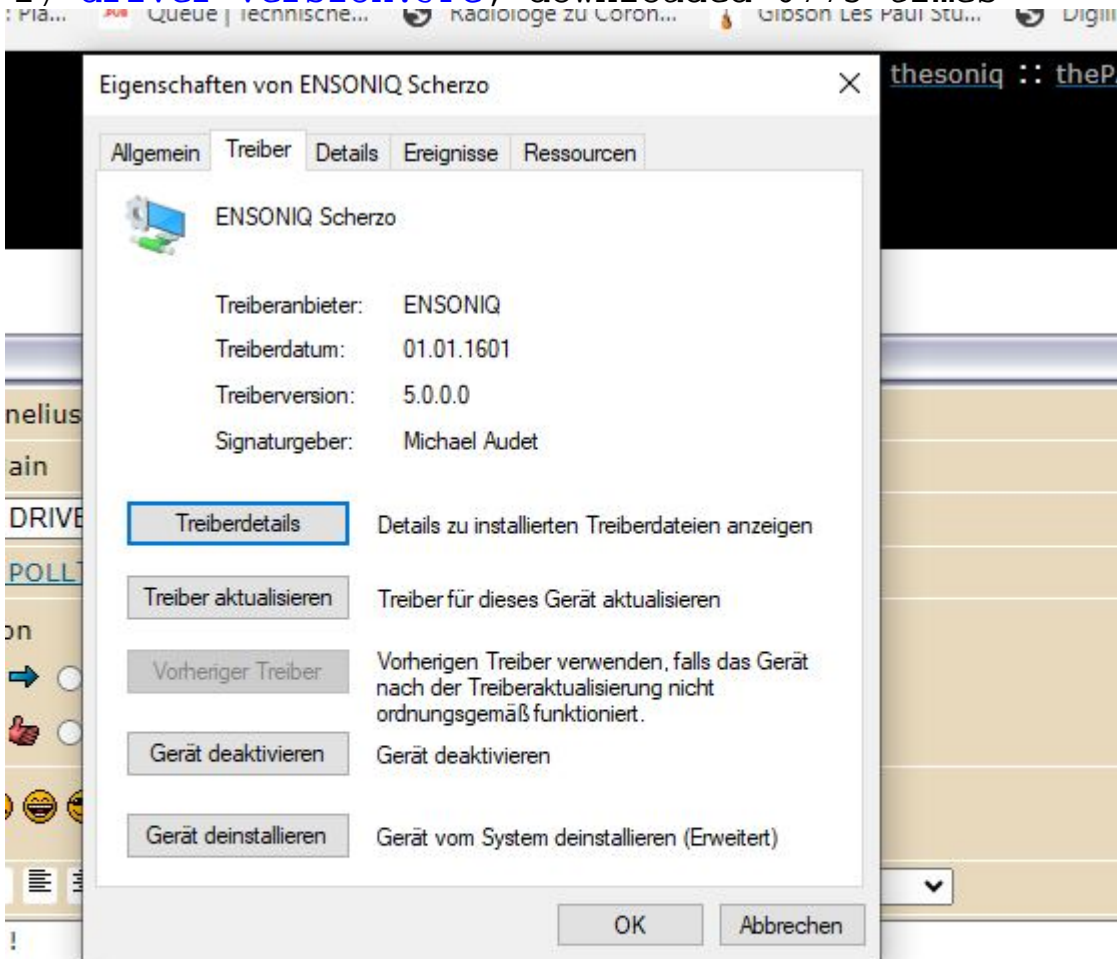 Queue | Technische...
Radiologe zu Coron...
Gibson Les Paul Stu...
thesoniq :: theP
Eigenschaften von ENSONIQ Scherzo
Allgemein Treiber Details Ereignisse Ressourcen
ENSONIQ Scherzo
Treiberanbieter: ENSONIQ
Treiberdatum: 01.01.1601
Treiberversion: 5.0.0.0
Signaturgeber: Michael Audet
nelius
ain
DRIVE
POLL
on
Treiberdetails Details zu installierten Treiberdateien anzeigen
Treiber aktualisieren Treiber für dieses Gerät aktualisieren
Vorheriger Treiber Vorherigen Treiber verwenden, falls das Gerät
nach der Treiberaktualisierung nicht
ordnungsgemäß funktioniert.
Gerät deaktivieren Gerät deaktivieren
Gerät deinstallieren Gerät vom System deinstallieren (Erweitert)
OK Abbrechen
!